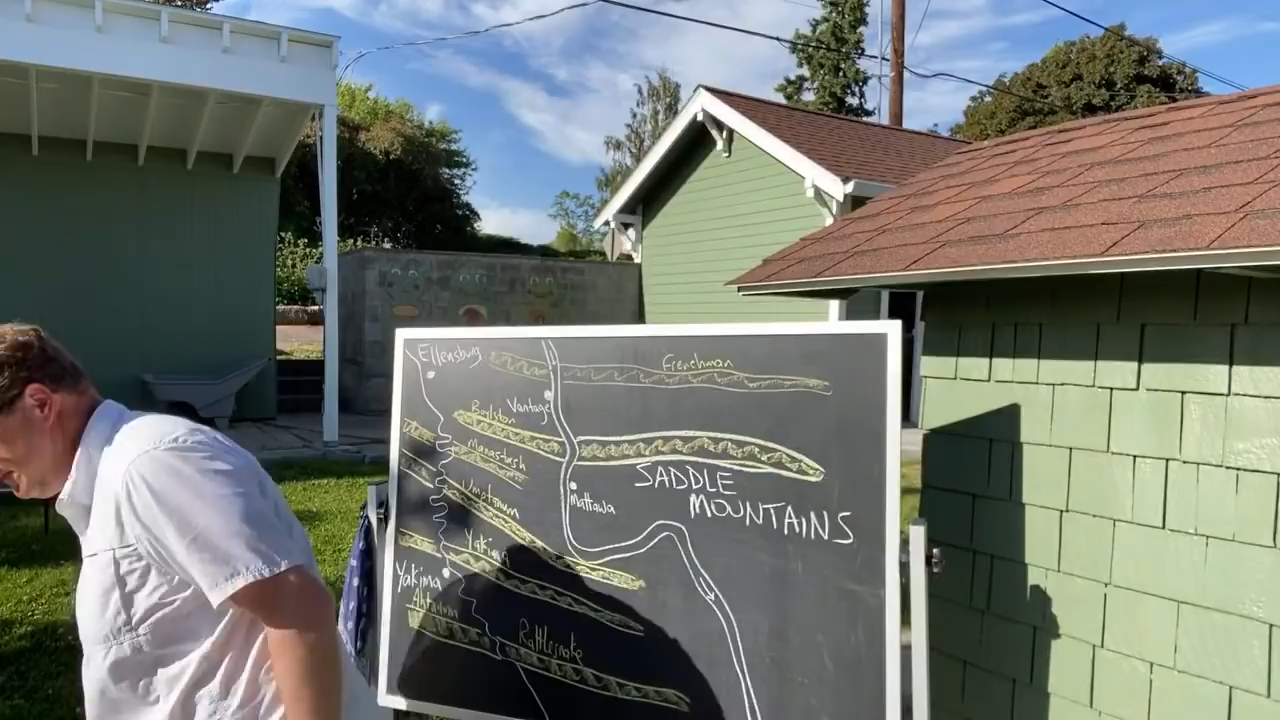 Ellensburg
Frenchman
Vantage
Boylston
Manastash
SADDLE
MOUNTAINS
Umptanum
Mattawa
Yakima
Yakima
Ahtanum
Rattlesnake